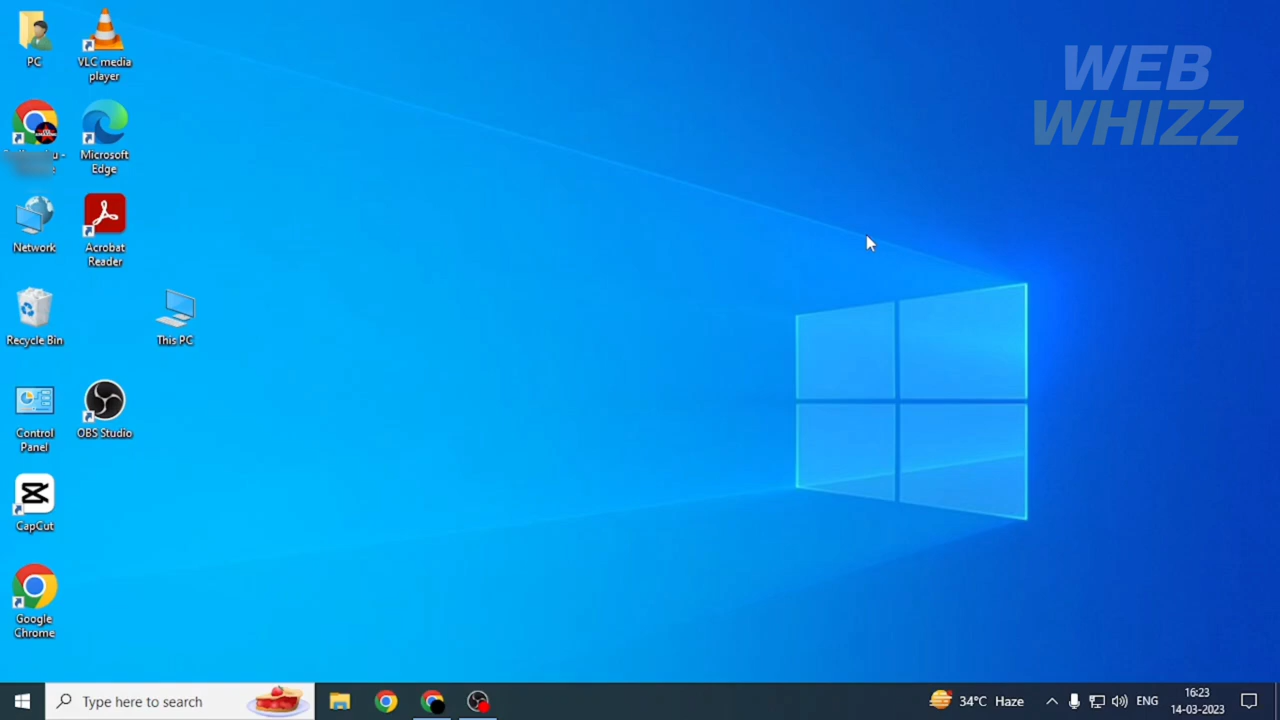 PC
VLC media
player
WEB
WHIZZ
Microsoft
Edge
Network
Acrobat
Reader
Recycle Bin
This PC
Control
Panel
OBS Studio
CapCut
Google
Chrome
Type here to search
34°C Haze
ENG
16:23
14-03-2023